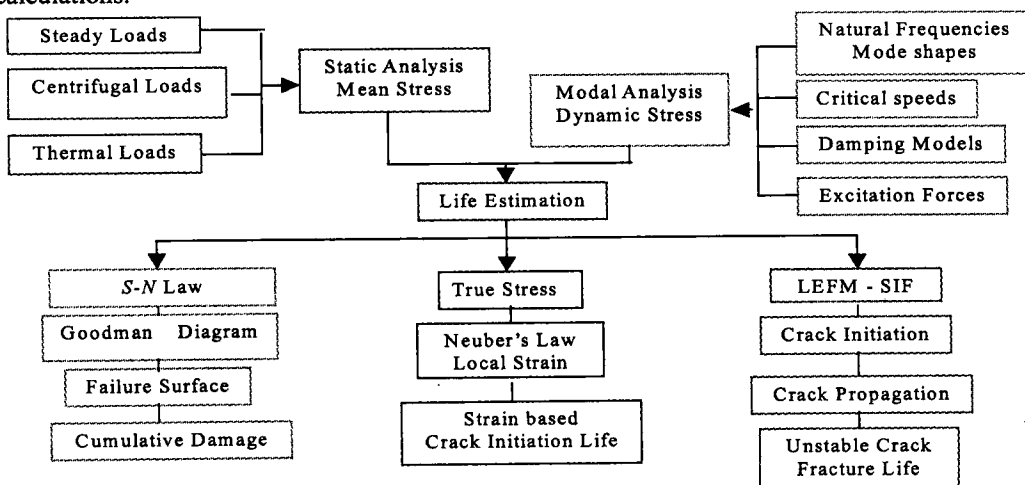 calculations.
Steady Loads
Centrifugal Loads
Thermal Loads
Static Analysis
Mean Stress
Modal Analysis
Dynamic Stress
Natural Frequencies
Mode shapes
Critical speeds
Damping Models
Excitation Forces
Life Estimation
S-N Law
Goodman Diagram
Failure Surface
Cumulative Damage
True Stress
Neuber's Law
Local Strain
Strain based
Crack Initiation Life
LEFM - SIF
Crack Initiation
Crack Propagation
Unstable Crack
Fracture Life